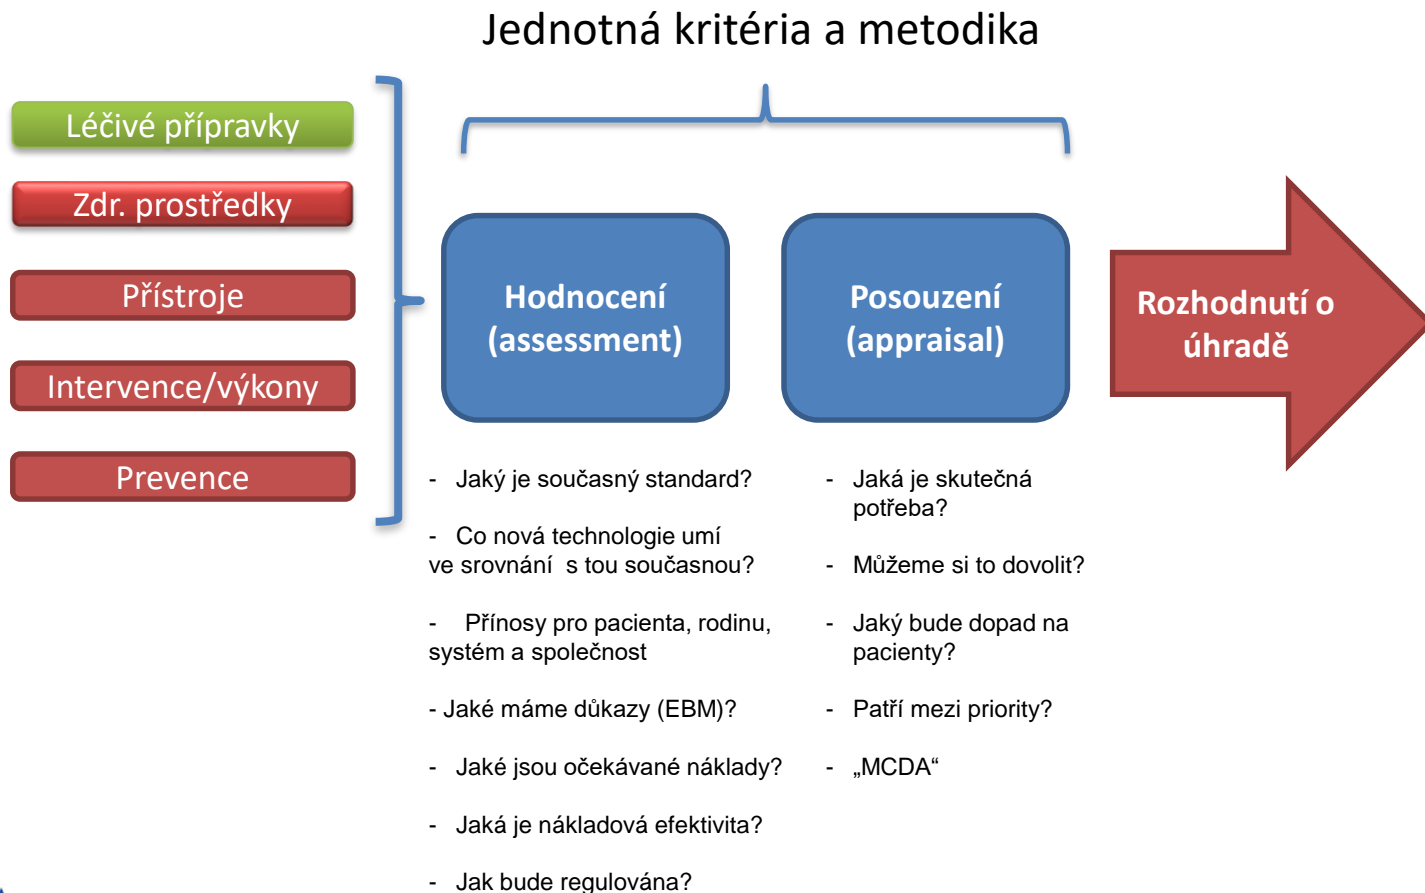 Jednotná kritéria a metodika
Léčivé přípravky
Zdr. prostředky
Přístroje
Intervence/výkony
Prevence
Hodnocení
(assessment)
Posouzení
(appraisal)
Rozhodnutí o
úhradě
- Jaký je současný standard?
- Co nová technologie umí
ve srovnání s tou současnou?
- Přínosy pro pacienta, rodinu,
systém a společnost
- Jaké máme důkazy (EBM)?
- Jaké jsou očekávané náklady?
- Jaká je nákladová efektivita?
- Jak bude regulována?
- Jaká je skutečná
potřeba?
- Můžeme si to dovolit?
- Jaký bude dopad na
pacienty?
- Patří mezi priority?
- „MCDA“